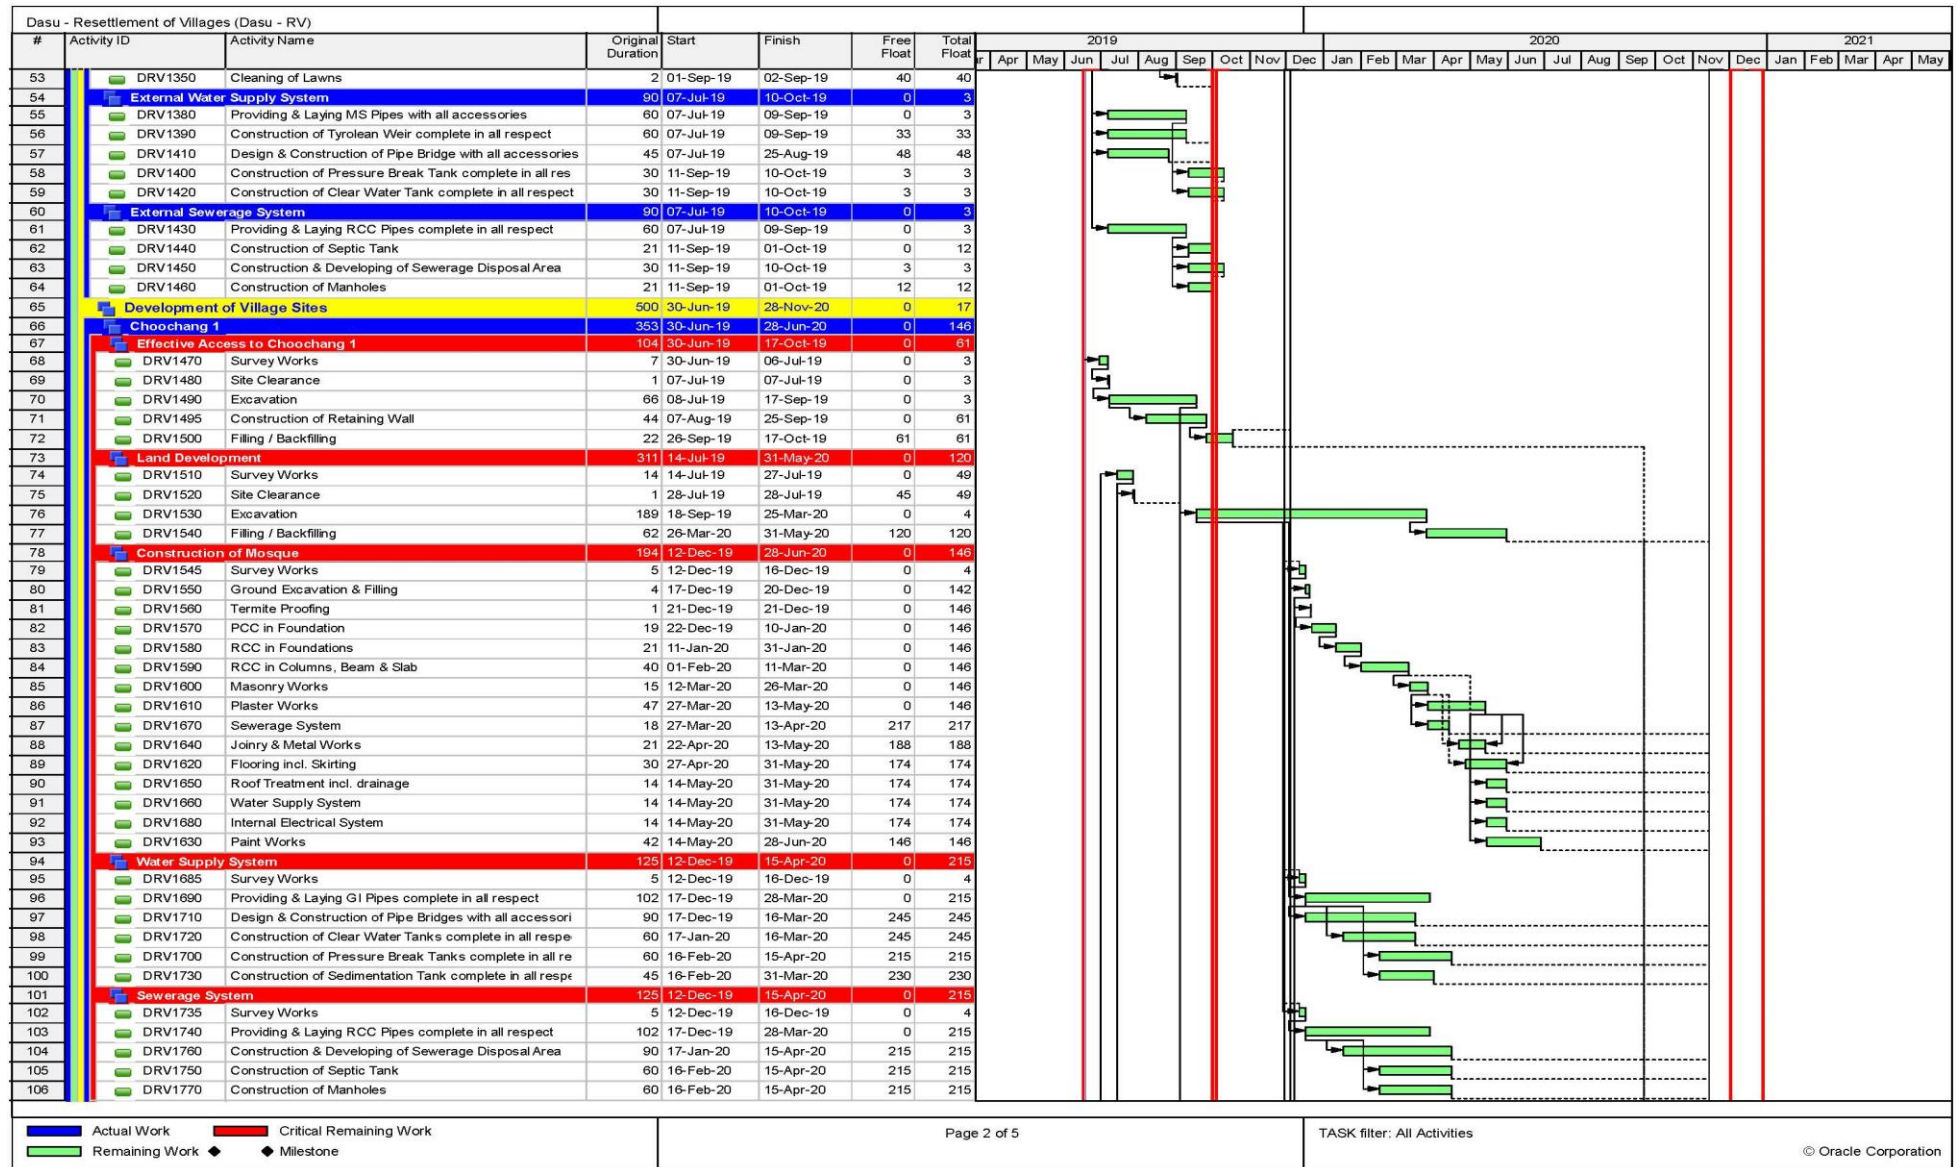 Dasu - Resettlement of Villages (Dasu - RV)
# Activity ID Activity Name Original Duration Start Finish Free Float Total Float 2019 2020 2021
Apr May Jun Jul Aug Sep Oct Nov Dec Jan Feb Mar Apr May Jun Jul Aug Sep Oct Nov Dec Jan Feb Mar Apr May
53 DRV1350 Cleaning of Lawns 2 01-Sep-19 02-Sep-19 40 40
54 External Water Supply System 90 07-Jul-19 10-Oct-19 0 3
55 DRV1380 Providing & Laying MS Pipes with all accessories 60 07-Jul-19 09-Sep-19 0 3
56 DRV1390 Construction of Tyrolean Weir complete in all respect 60 07-Jul-19 09-Sep-19 33 33
57 DRV1410 Design & Construction of Pipe Bridge with all accessories 45 07-Jul-19 25-Aug-19 48 48
58 DRV1400 Construction of Pressure Break Tank complete in all res 30 11-Sep-19 10-Oct-19 3 3
59 DRV1420 Construction of Clear Water Tank complete in all respect 30 11-Sep-19 10-Oct-19 3 3
60 External Sewerage System 90 07-Jul-19 10-Oct-19 0 3
61 DRV1430 Providing & Laying RCC Pipes complete in all respect 60 07-Jul-19 09-Sep-19 0 3
62 DRV1440 Construction of Septic Tank 21 11-Sep-19 01-Oct-19 0 12
63 DRV1450 Construction & Developing of Sewerage Disposal Area 30 11-Sep-19 10-Oct-19 3 3
64 DRV1460 Construction of Manholes 21 11-Sep-19 01-Oct-19 12 12
65 Development of Village Sites 500 30-Jun-19 28-Nov-20 0 17
66 Choochang 1 353 30-Jun-19 28-Jun-20 0 146
67 Effective Access to Choochang 1 104 30-Jun-19 17-Oct-19 0 61
68 DRV1470 Survey Works 7 30-Jun-19 06-Jul-19 0 3
69 DRV1480 Site Clearance 1 07-Jul-19 07-Jul-19 0 3
70 DRV1490 Excavation 66 08-Jul-19 17-Sep-19 0 3
71 DRV1495 Construction of Retaining Wall 44 07-Aug-19 25-Sep-19 0 61
72 DRV1500 Filling / Backfilling 22 26-Sep-19 17-Oct-19 61 61
73 Land Development 311 14-Jul-19 31-May-20 0 120
74 DRV1510 Survey Works 14 14-Jul-19 27-Jul-19 0 49
75 DRV1520 Site Clearance 1 28-Jul-19 28-Jul-19 45 49
76 DRV1530 Excavation 189 18-Sep-19 25-Mar-20 0 4
77 DRV1540 Filling / Backfilling 62 26-Mar-20 31-May-20 120 120
78 Construction of Mosque 194 12-Dec-19 28-Jun-20 0 146
79 DRV1545 Survey Works 5 12-Dec-19 16-Dec-19 0 4
80 DRV1550 Ground Excavation & Filling 4 17-Dec-19 20-Dec-19 0 142
81 DRV1560 Termite Proofing 1 21-Dec-19 21-Dec-19 0 146
82 DRV1570 PCC in Foundation 19 22-Dec-19 10-Jan-20 0 146
83 DRV1580 RCC in Foundations 21 11-Jan-20 31-Jan-20 0 146
84 DRV1590 RCC in Columns, Beam & Slab 40 01-Feb-20 11-Mar-20 0 146
85 DRV1600 Masonry Works 15 12-Mar-20 26-Mar-20 0 146
86 DRV1610 Plaster Works 47 27-Mar-20 13-May-20 0 146
87 DRV1670 Sewerage System 18 27-Mar-20 13-Apr-20 217 217
88 DRV1640 Joinry & Metal Works 21 22-Apr-20 13-May-20 188 188
89 DRV1620 Flooring incl. Skirting 30 27-Apr-20 31-May-20 174 174
90 DRV1650 Roof Treatment incl. drainage 14 14-May-20 31-May-20 174 174
91 DRV1660 Water Supply System 14 14-May-20 31-May-20 174 174
92 DRV1680 Internal Electrical System 14 14-May-20 31-May-20 174 174
93 DRV1630 Paint Works 42 14-May-20 28-Jun-20 146 146
94 Water Supply System 125 12-Dec-19 15-Apr-20 0 215
95 DRV1685 Survey Works 5 12-Dec-19 16-Dec-19 0 4
96 DRV1690 Providing & Laying GI Pipes complete in all respect 102 17-Dec-19 28-Mar-20 0 215
97 DRV1710 Design & Construction of Pipe Bridges with all accessori 90 17-Dec-19 16-Mar-20 245 245
98 DRV1720 Construction of Clear Water Tanks complete in all respe 60 17-Jan-20 16-Mar-20 245 245
99 DRV1700 Construction of Pressure Break Tanks complete in all re 60 16-Feb-20 15-Apr-20 215 215
100 DRV1730 Construction of Sedimentation Tank complete in all respe 45 16-Feb-20 31-Mar-20 230 230
101 Sewerage System 125 12-Dec-19 15-Apr-20 0 215
102 DRV1735 Survey Works 5 12-Dec-19 16-Dec-19 0 4
103 DRV1740 Providing & Laying RCC Pipes complete in all respect 102 17-Dec-19 28-Mar-20 0 215
104 DRV1760 Construction & Developing of Sewerage Disposal Area 90 17-Jan-20 15-Apr-20 215 215
105 DRV1750 Construction of Septic Tank 60 16-Feb-20 15-Apr-20 215 215
106 DRV1770 Construction of Manholes 60 16-Feb-20 15-Apr-20 215 215
Actual Work Critical Remaining Work Page 2 of 5 TASK filter: All Activities
Remaining Work Milestone © Oracle Corporation